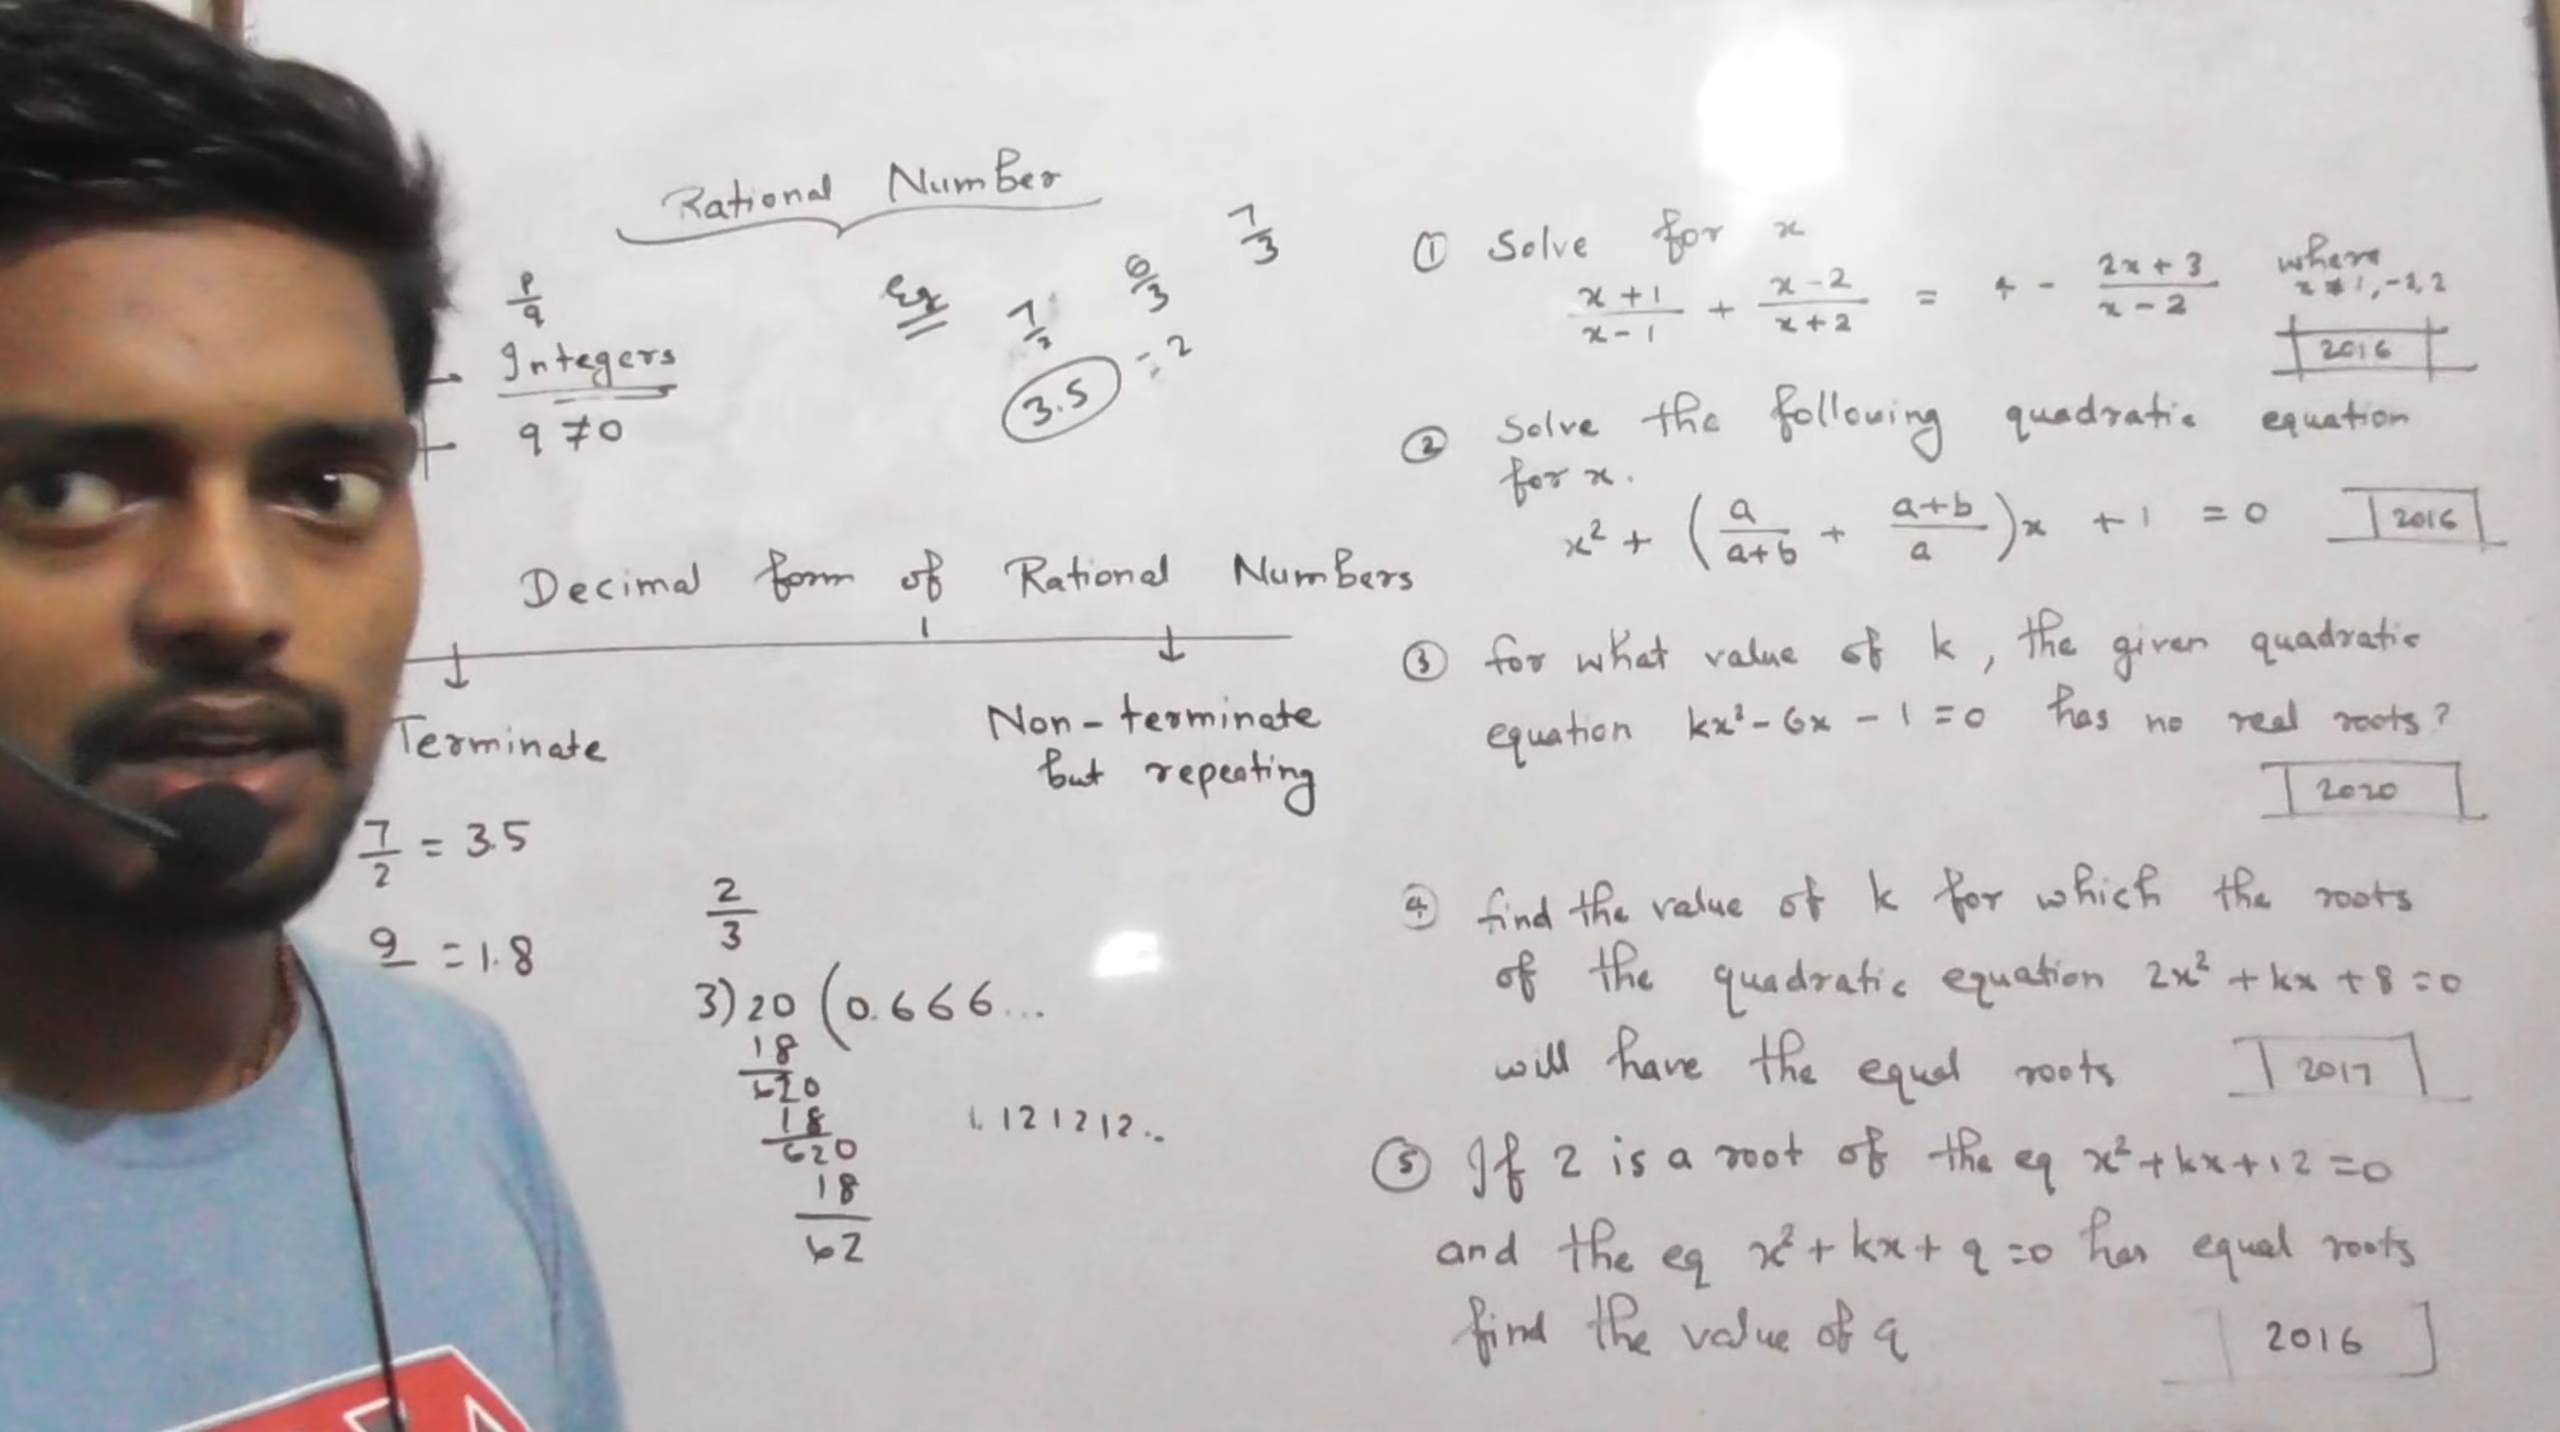 Rational Number
p/q
Integers
q ≠ 0
Eg 7/2 6/3 7/3
3.5 = 2
Decimal form of Rational Numbers
Terminate
Non-terminate
but repeating
7/2 = 3.5
9 = 1.8
2/3
3)20(0.666...
18
20
18
20
18
2
1.121212..
① Solve for x
x+1/x-1 + x-2/x+2 = 4 - 2x+3/x-2 where
x ≠ 1, -2, 2
2016
② Solve the following quadratic equation
for x.
x² + (a/a+b + a+b/a)x + 1 = 0 2016
③ for what value of k, the given quadratic
equation kx² - 6x - 1 = 0 has no real roots?
2020
④ find the value of k for which the roots
of the quadratic equation 2x² + kx + 8 = 0
will have the equal roots 2017
⑤ If 2 is a root of the eq x² + kx + 12 = 0
and the eq x² + kx + q = 0 has equal roots
find the value of q 2016